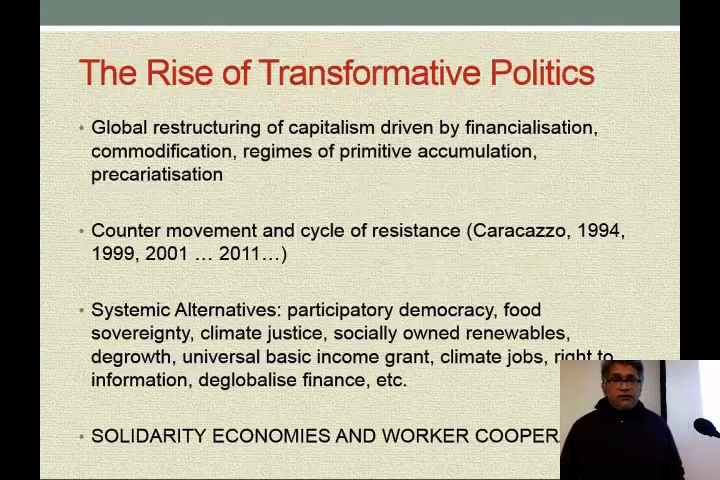 The Rise of Transformative Politics
• Global restructuring of capitalism driven by financialisation,
commodification, regimes of primitive accumulation,
precariatisation
• Counter movement and cycle of resistance (Caracazzo, 1994,
1999, 2001 … 2011…)
• Systemic Alternatives: participatory democracy, food
sovereignty, climate justice, socially owned renewables,
degrowth, universal basic income grant, climate jobs, right to
information, deglobalise finance, etc.
• SOLIDARITY ECONOMIES AND WORKER